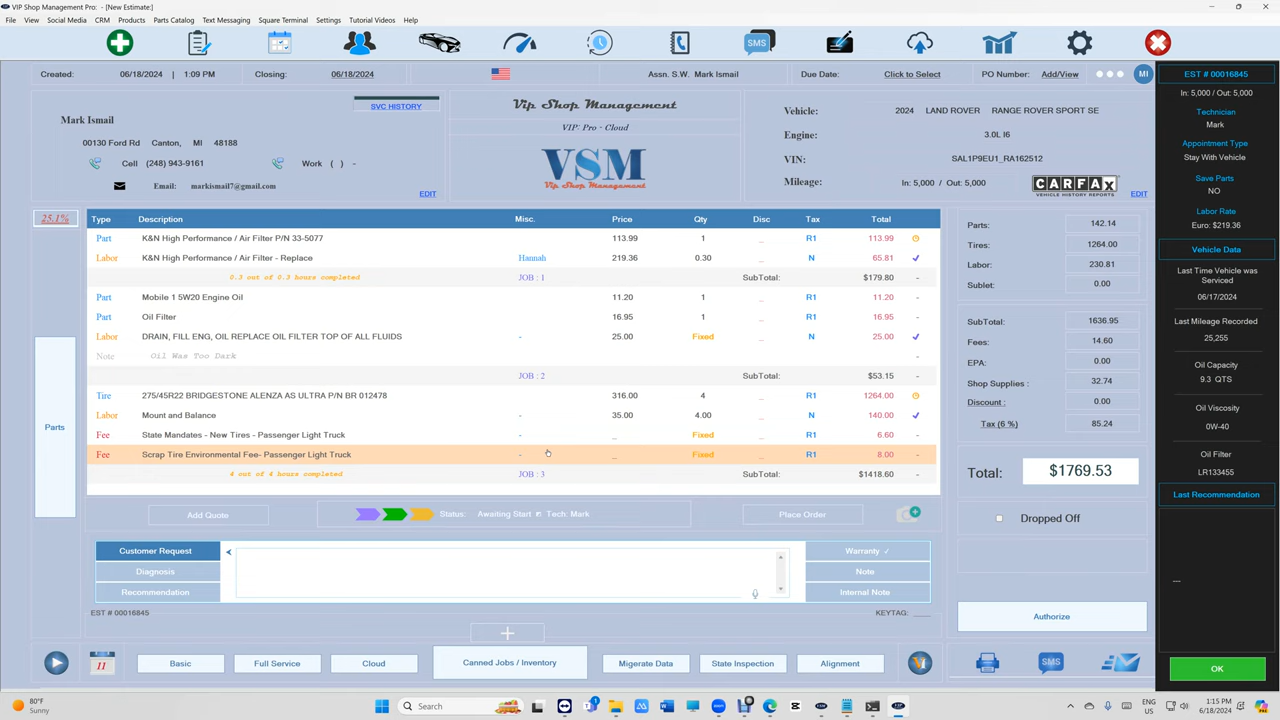 VIP Shop Management Pro: - [New Estimate:]
File View Social Media CRM Products Parts Catalog Text Messaging Square Terminal Settings Tutorial Videos Help
SMS
Created: 06/18/2024 | 1:09 PM Closing: 06/18/2024 Assn. S.W. Mark Ismail Due Date: Click to Select PO Number: Add/View MI
SVC HISTORY
Mark Ismail
00130 Ford Rd Canton, MI 48188
Cell (248) 943-9161 Work ( ) -
Email: markismail7@gmail.com
EDIT
Vip Shop Management
VIP: Pro - Cloud
VSM
Vip Shop Management
Vehicle: 2024 LAND ROVER RANGE ROVER SPORT SE
Engine: 3.0L I6
VIN: SAL1P9EU1_RA162512
Mileage: In: 5,000 / Out: 5,000
CARFAX
VEHICLE HISTORY REPORTS
EDIT
25.1%
Parts
Type Description Misc. Price Qty Disc Tax Total
Part K&N High Performance / Air Filter P/N 33-5077 113.99 1 _ R1 113.99
Labor K&N High Performance / Air Filter - Replace Hannah 219.36 0.30 _ N 65.81
0.3 out of 0.3 hours completed JOB : 1 SubTotal: $179.80 -
Part Mobile 1 5W20 Engine Oil 11.20 1 _ R1 11.20 -
Part Oil Filter 16.95 1 _ R1 16.95 -
Labor DRAIN, FILL ENG, OIL REPLACE OIL FILTER TOP OF ALL FLUIDS - 25.00 Fixed _ N 25.00
Note Oil Was Too Dark -
JOB : 2 SubTotal: $53.15 -
Tire 275/45R22 BRIDGESTONE ALENZA AS ULTRA P/N BR 012478 316.00 4 _ R1 1264.00
Labor Mount and Balance - 35.00 4.00 _ N 140.00
Fee State Mandates - New Tires - Passenger Light Truck - _ Fixed _ R1 6.60 -
Fee Scrap Tire Environmental Fee- Passenger Light Truck - _ Fixed _ R1 8.00 -
4 out of 4 hours completed JOB : 3 SubTotal: $1418.60 -
Parts: 142.14
Tires: 1264.00
Labor: 230.81
Sublet: 0.00
SubTotal: 1636.95
Fees: 14.60
EPA: 0.00
Shop Supplies : 32.74
Discount : 0.00
Tax (6 %) 85.24
Total: $1769.53
Dropped Off
Authorize
Add Quote Status: Awaiting Start Tech: Mark Place Order
Customer Request
Diagnosis
Recommendation
Warranty ✓
Note
Internal Note
EST # 00016845 KEYTAG: ____
+
11 Basic Full Service Cloud Canned Jobs / Inventory Migerate Data State Inspection Alignment SMS
EST # 00016845
In: 5,000 / Out: 5,000
Technician
Mark
Appointment Type
Stay With Vehicle
Save Parts
NO
Labor Rate
Euro: $219.36
Vehicle Data
Last Time Vehicle was
Serviced
06/17/2024
Last Mileage Recorded
25,255
Oil Capacity
9.3 QTS
Oil Viscosity
0W-40
Oil Filter
LR133455
Last Recommendation
---
OK
80°F
Sunny
Search
ENG
US
1:15 PM
6/18/2024